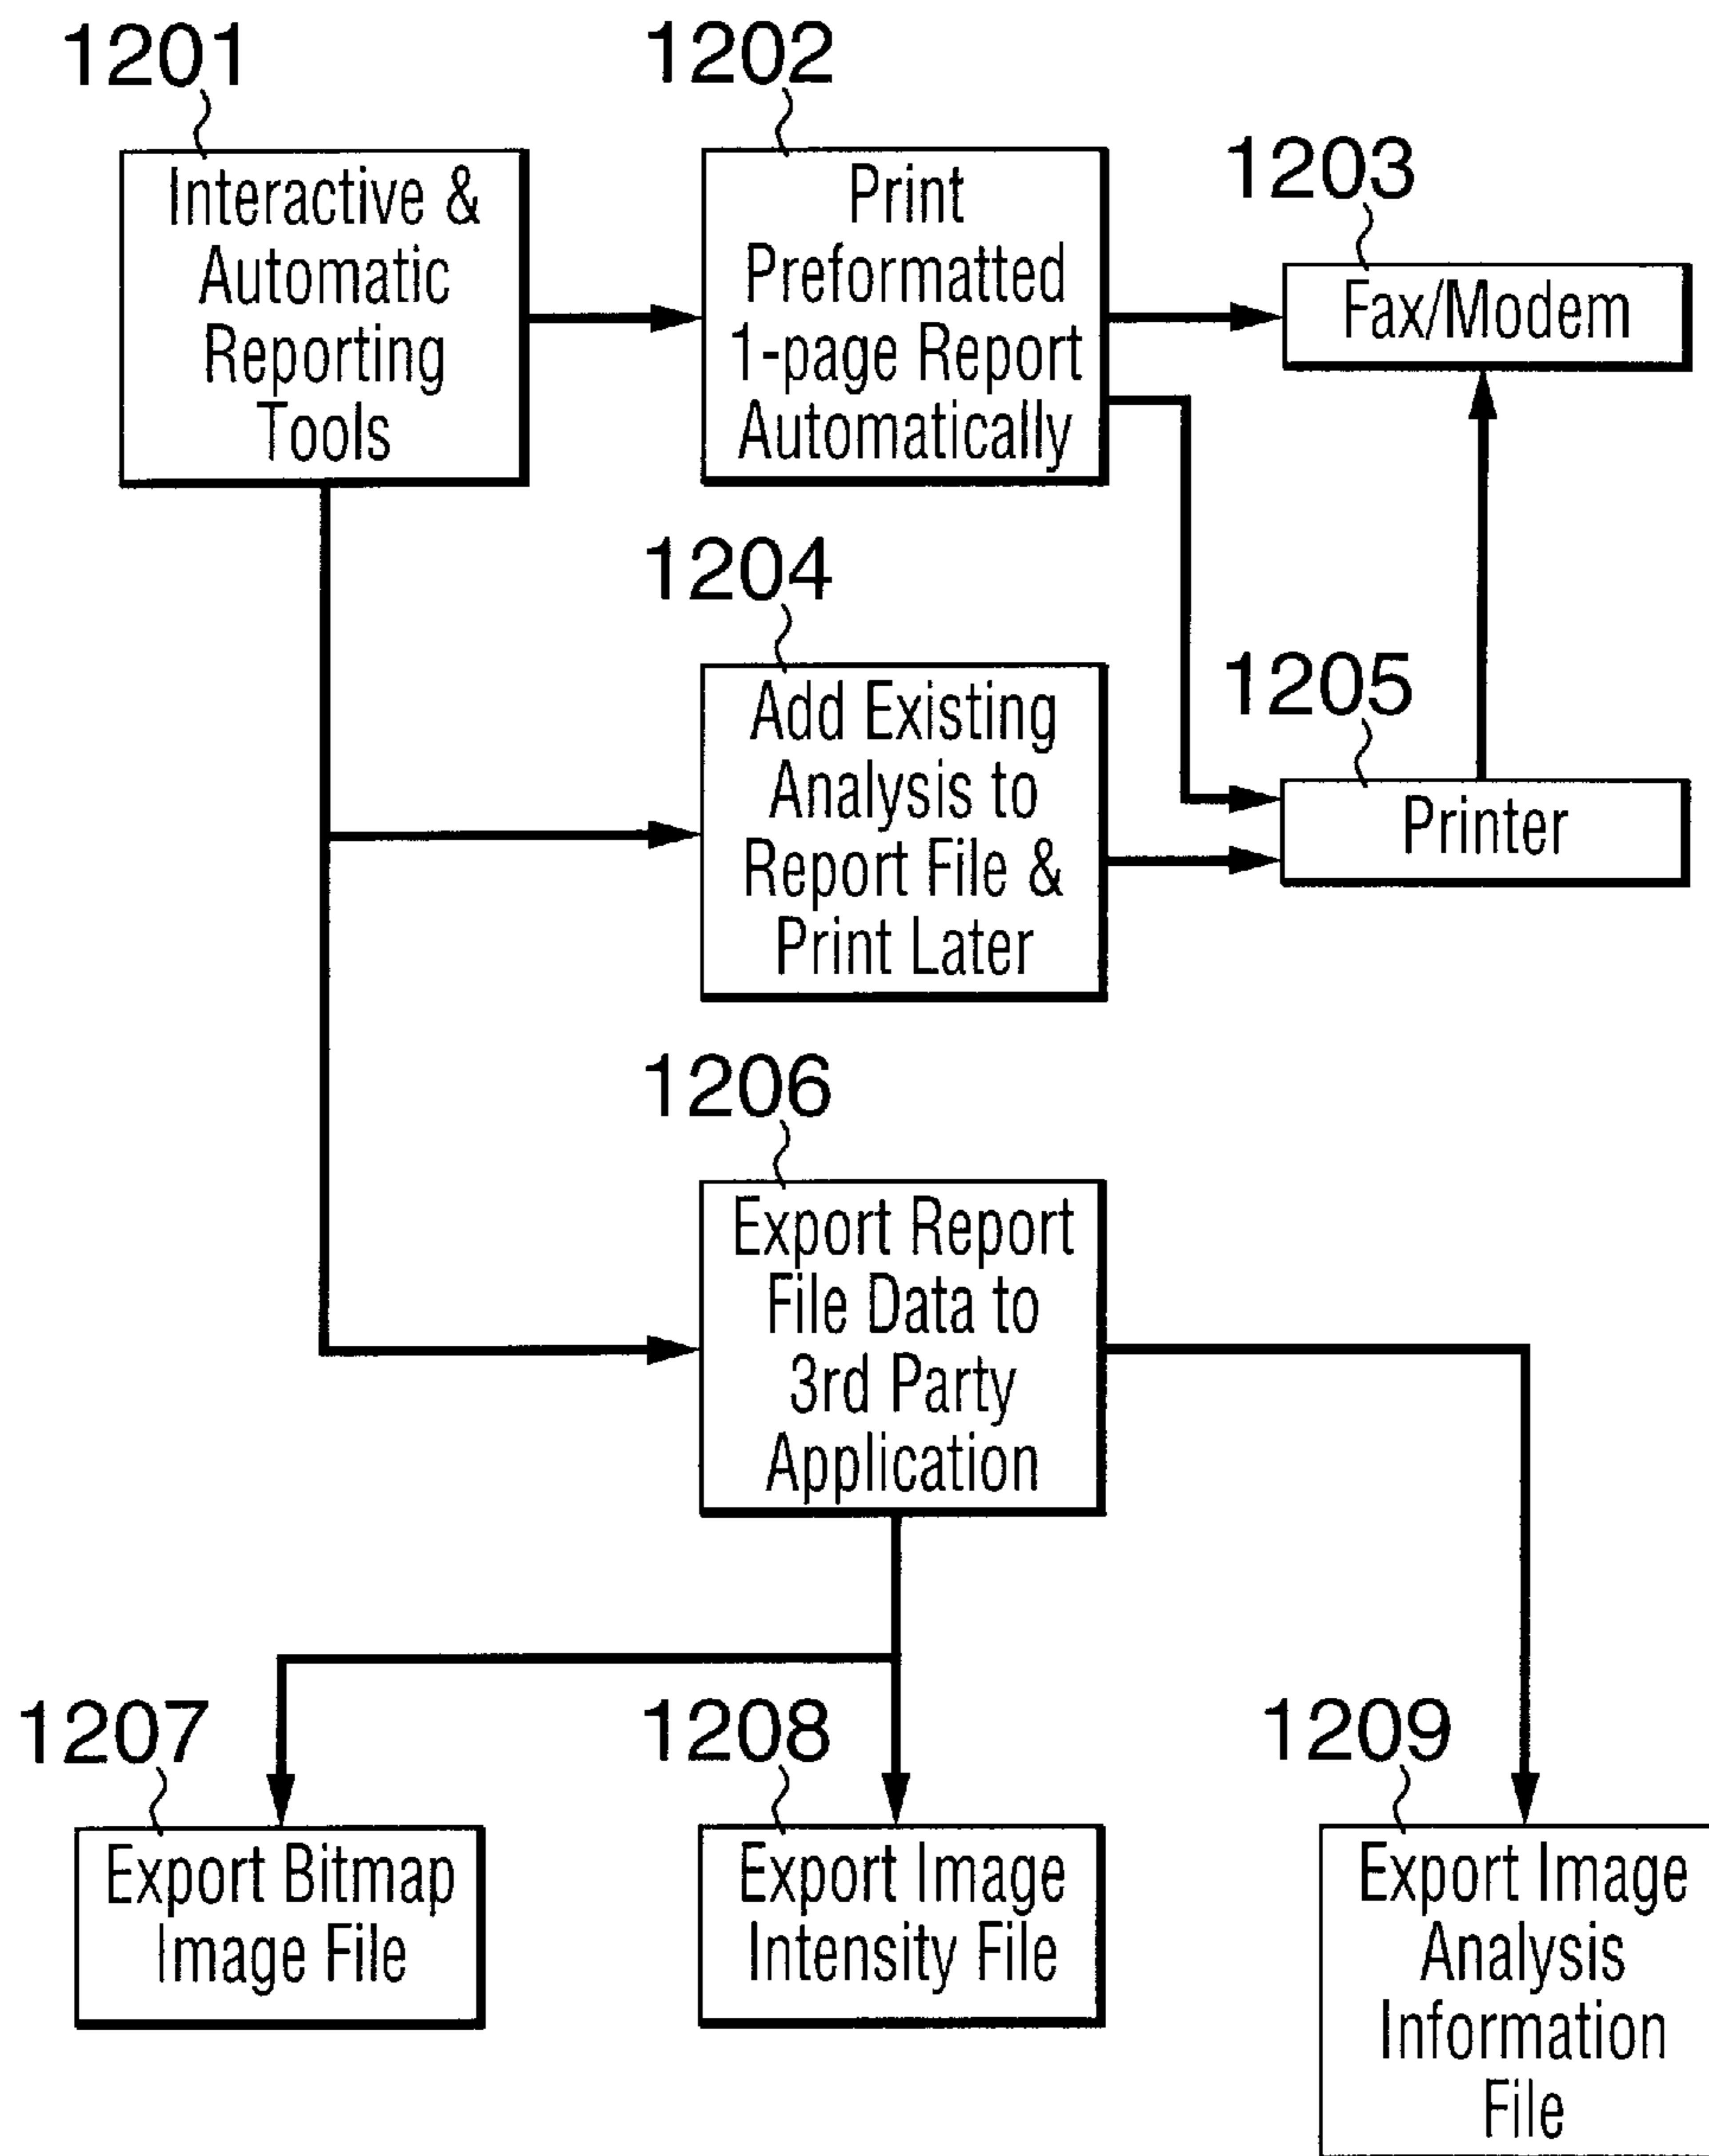 1201
Interactive &
Automatic
Reporting
Tools
1202
Print
Preformatted
1-page Report
Automatically
1203
Fax/Modem
1204
Add Existing
Analysis to
Report File &
Print Later
1205
Printer
1206
Export Report
File Data to
3rd Party
Application
1207
Export Bitmap
Image File
1208
Export Image
Intensity File
1209
Export Image
Analysis
Information
File